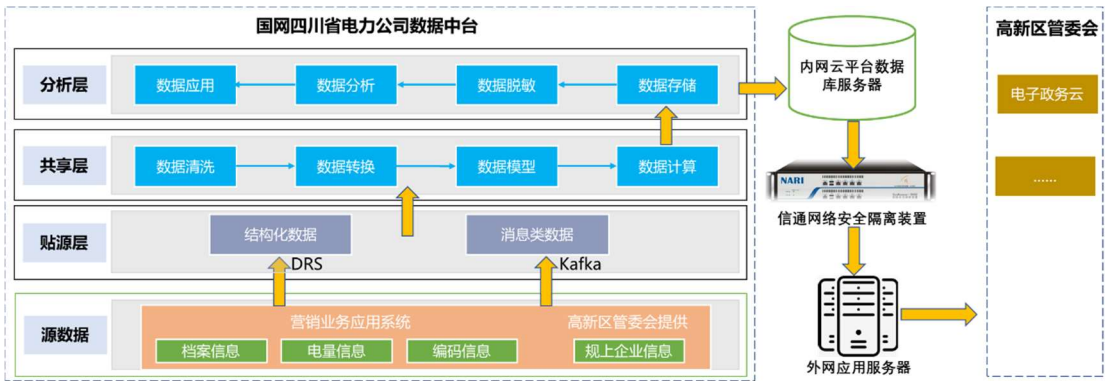 国网四川省电力公司数据中台
分析层
数据应用
数据分析
数据脱敏
数据存储
共享层
数据清洗
数据转换
数据模型
数据计算
贴源层
结构化数据
消息类数据
DRS
Kafka
源数据
营销业务应用系统
高新区管委会提供
档案信息
电量信息
编码信息
规上企业信息
内网云平台数据
库服务器
NARI
信通网络安全隔离装置
外网应用服务器
高新区管委会
电子政务云
……